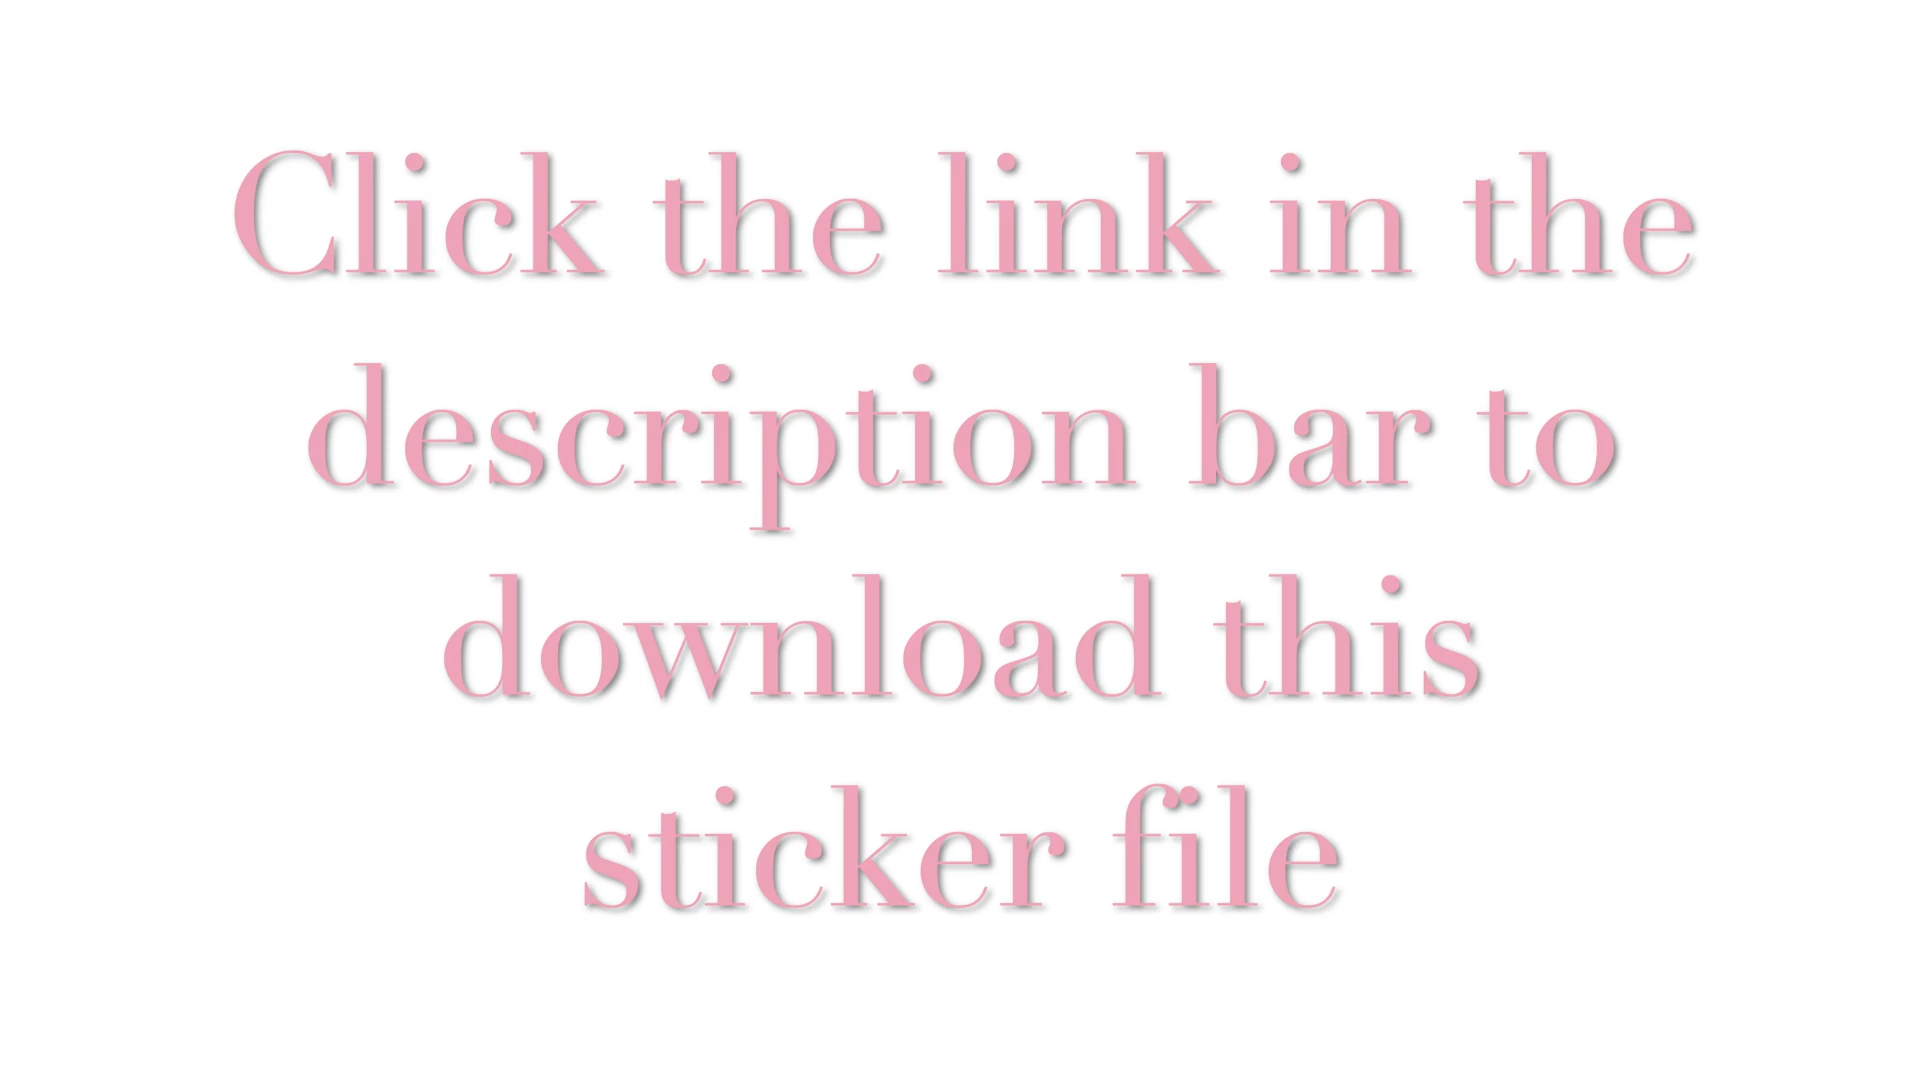 Click the link in the
description bar to
download this
sticker file